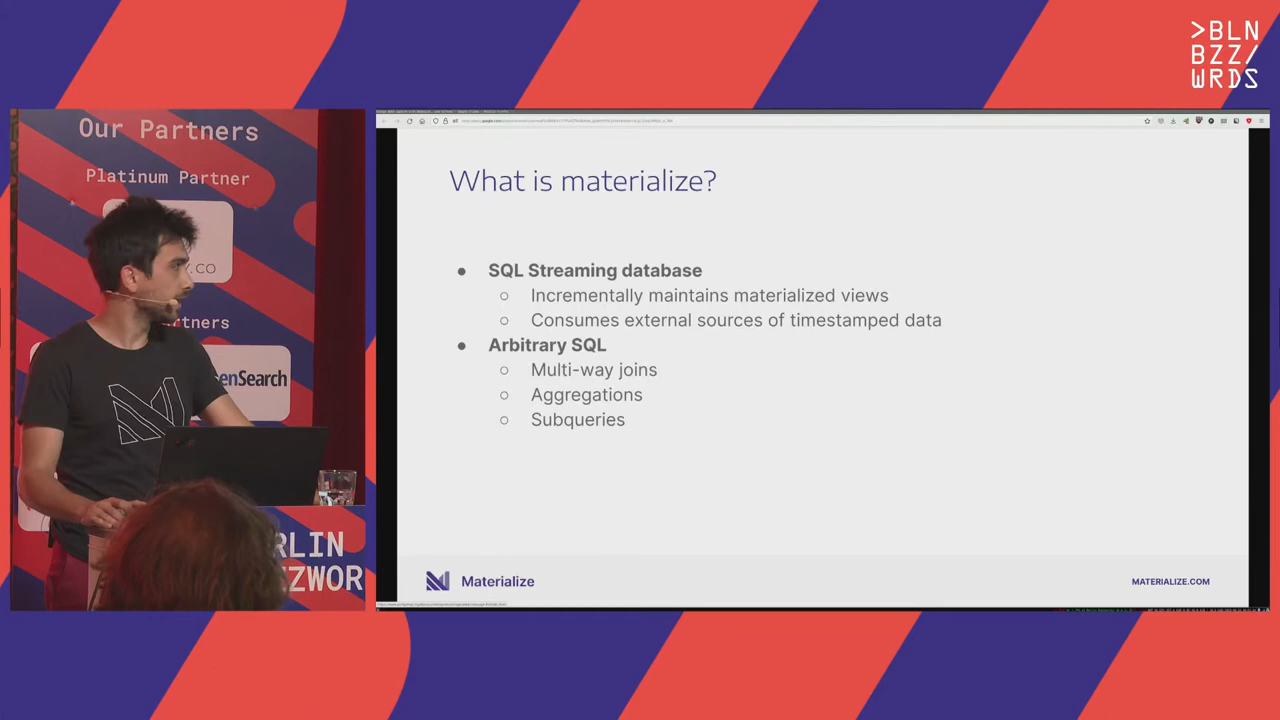 >BLN
BZZ/
WRDS
Our Partners
Platinum Partner
.CO
rtners
enSearch
RLIN
ZWOR
What is materialize?
● SQL Streaming database
○ Incrementally maintains materialized views
○ Consumes external sources of timestamped data
● Arbitrary SQL
○ Multi-way joins
○ Aggregations
○ Subqueries
Materialize
MATERIALIZE.COM